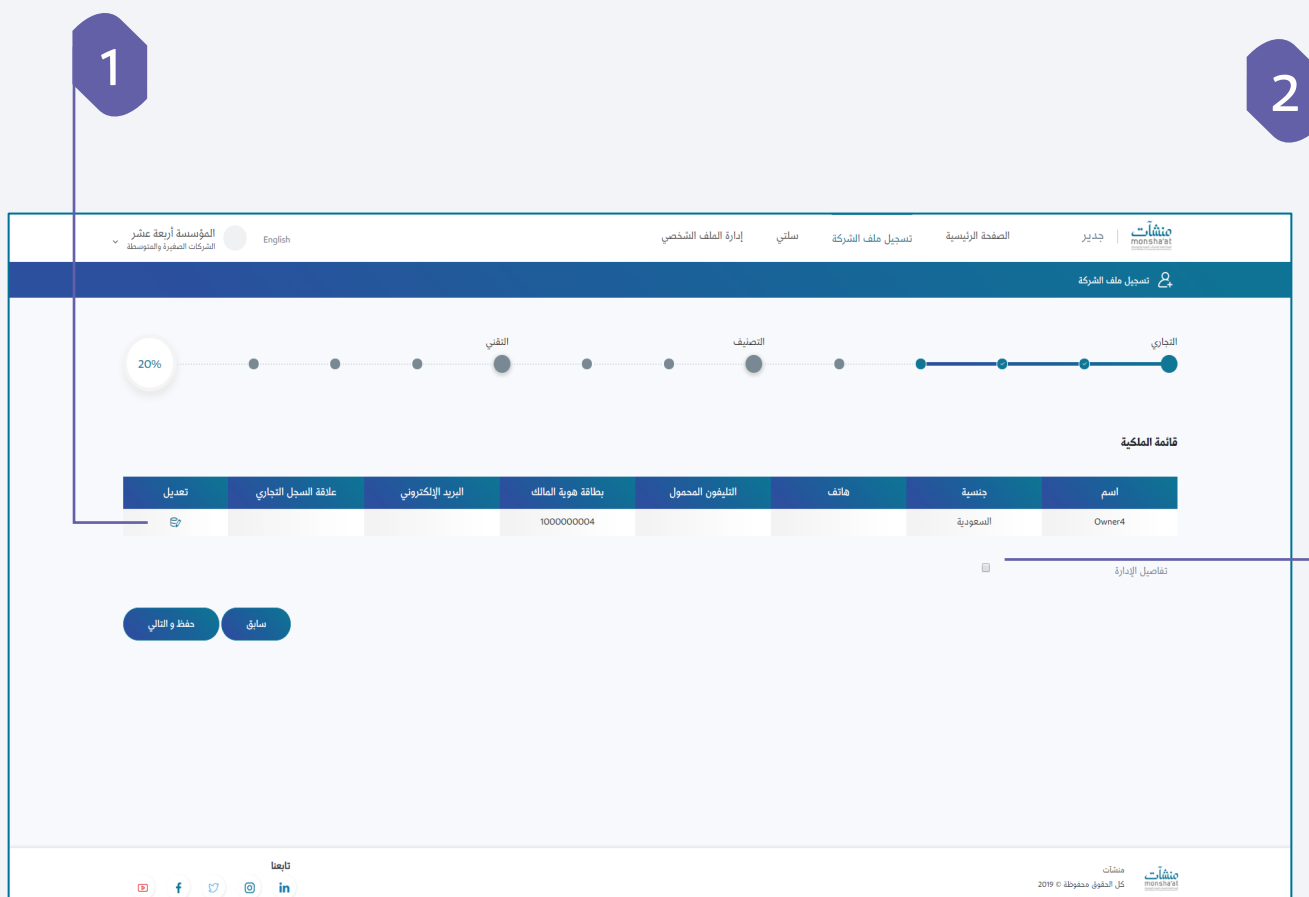 1
2
منشآت
monsha'at
جدير
الصفحة الرئيسية
تسجيل ملف الشركة
سلتي
إدارة الملف الشخصي
English
المؤسسة أربعة عشر
الشركات الصغيرة والمتوسطة
تسجيل ملف الشركة
التجاري
التصنيف
التقني
20%
قائمة الملكية
اسم جنسية هاتف التليفون المحمول بطاقة هوية المالك البريد الإلكتروني علاقة السجل التجاري تعديل
Owner4 السعودية 1000000004
تفاصيل الإدارة
سابق
حفظ و التالي
منشآت
monsha'at
منشآت
كل الحقوق محفوظة © 2019
تابعنا